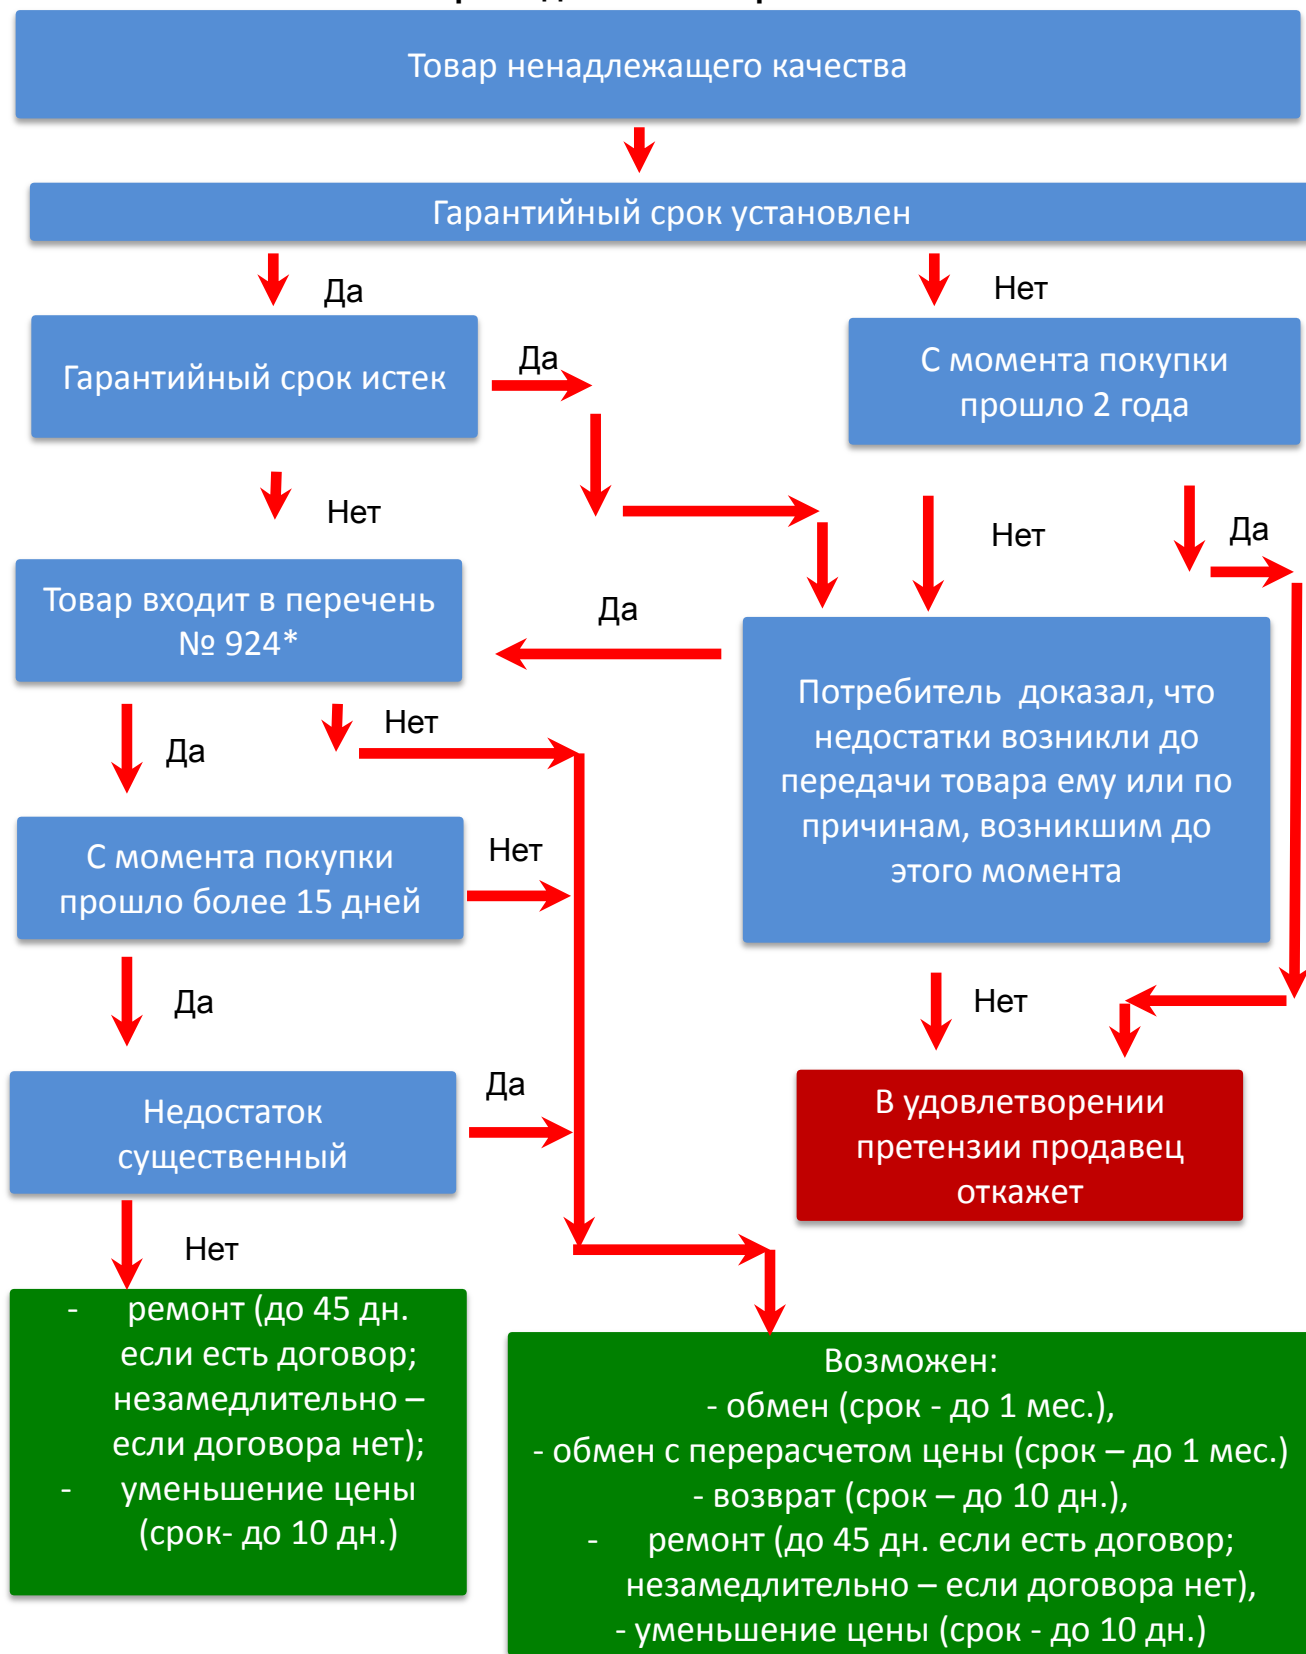 Товар ненадлежащего качества
Гарантийный срок установлен
Да
Нет
Гарантийный срок истек
Да
С момента покупки
прошло 2 года
Нет
Нет
Да
Товар входит в перечень
№ 924*
Да
Потребитель доказал, что
недостатки возникли до
передачи товара ему или по
причинам, возникшим до
этого момента
Да
Нет
С момента покупки
прошло более 15 дней
Нет
Да
Нет
Недостаток
существенный
Да
В удовлетворении
претензии продавец
откажет
Нет
- ремонт (до 45 дн.
если есть договор;
незамедлительно –
если договора нет);
- уменьшение цены
(срок- до 10 дн.)
Возможен:
- обмен (срок - до 1 мес.),
- обмен с перерасчетом цены (срок – до 1 мес.)
- возврат (срок – до 10 дн.),
- ремонт (до 45 дн. если есть договор;
незамедлительно – если договора нет),
- уменьшение цены (срок - до 10 дн.)